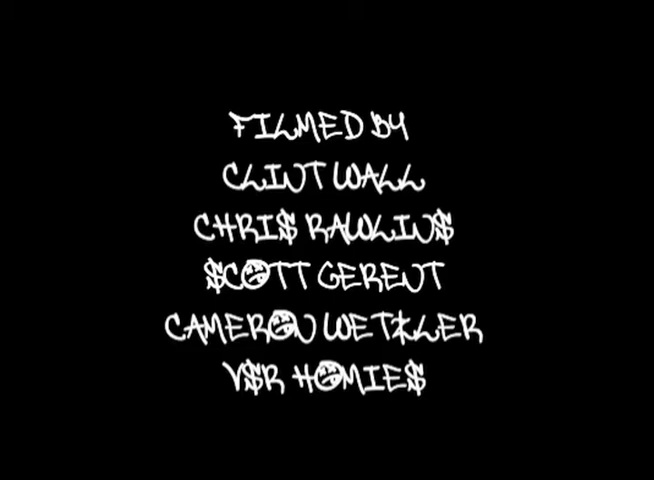 FILMED BY
CLINT WALL
CHRI$ RAWLIN$
$COTT GERENT
CAMERON WETZLER
V$R HOMIE$